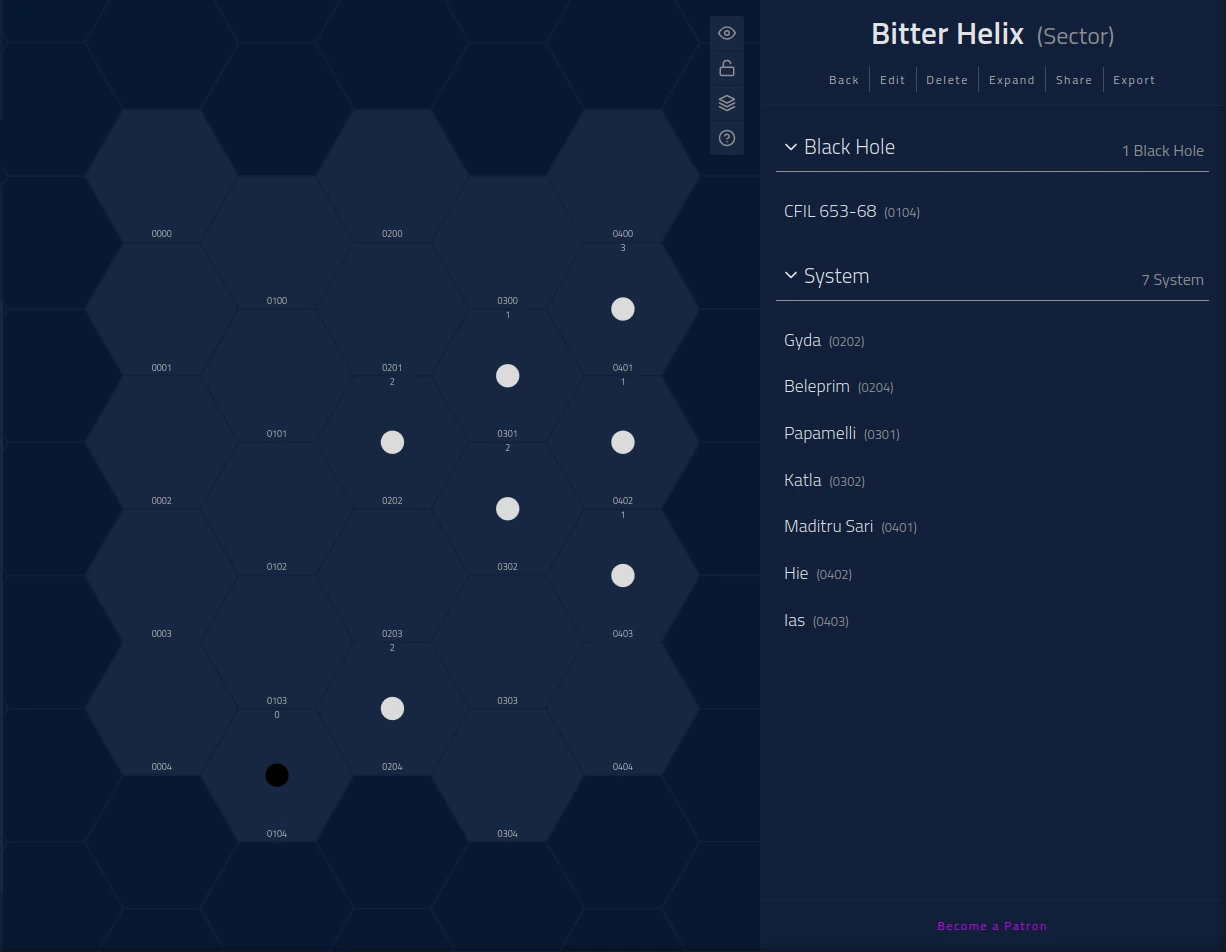 0000
0200
0400
3
0100
0300
1
0001
0201
2
0401
1
0101
0301
2
0002
0202
0402
1
0102
0302
0003
0203
2
0403
0103
0
0303
0004
0204
0404
0104
0304
Bitter Helix (Sector)
Back Edit Delete Expand Share Export
Black Hole 1 Black Hole
CFIL 653-68 (0104)
System 7 System
Gyda (0202)
Beleprim (0204)
Papamelli (0301)
Katla (0302)
Maditru Sari (0401)
Hie (0402)
Ias (0403)
Become a Patron